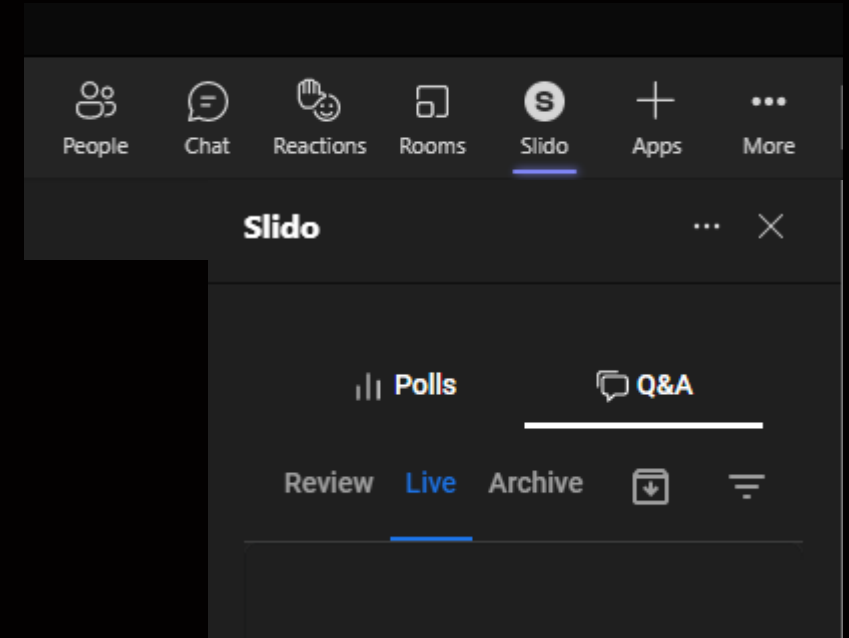 People Chat Reactions Rooms Slido Apps More
Slido
Polls Q&A
Review Live Archive